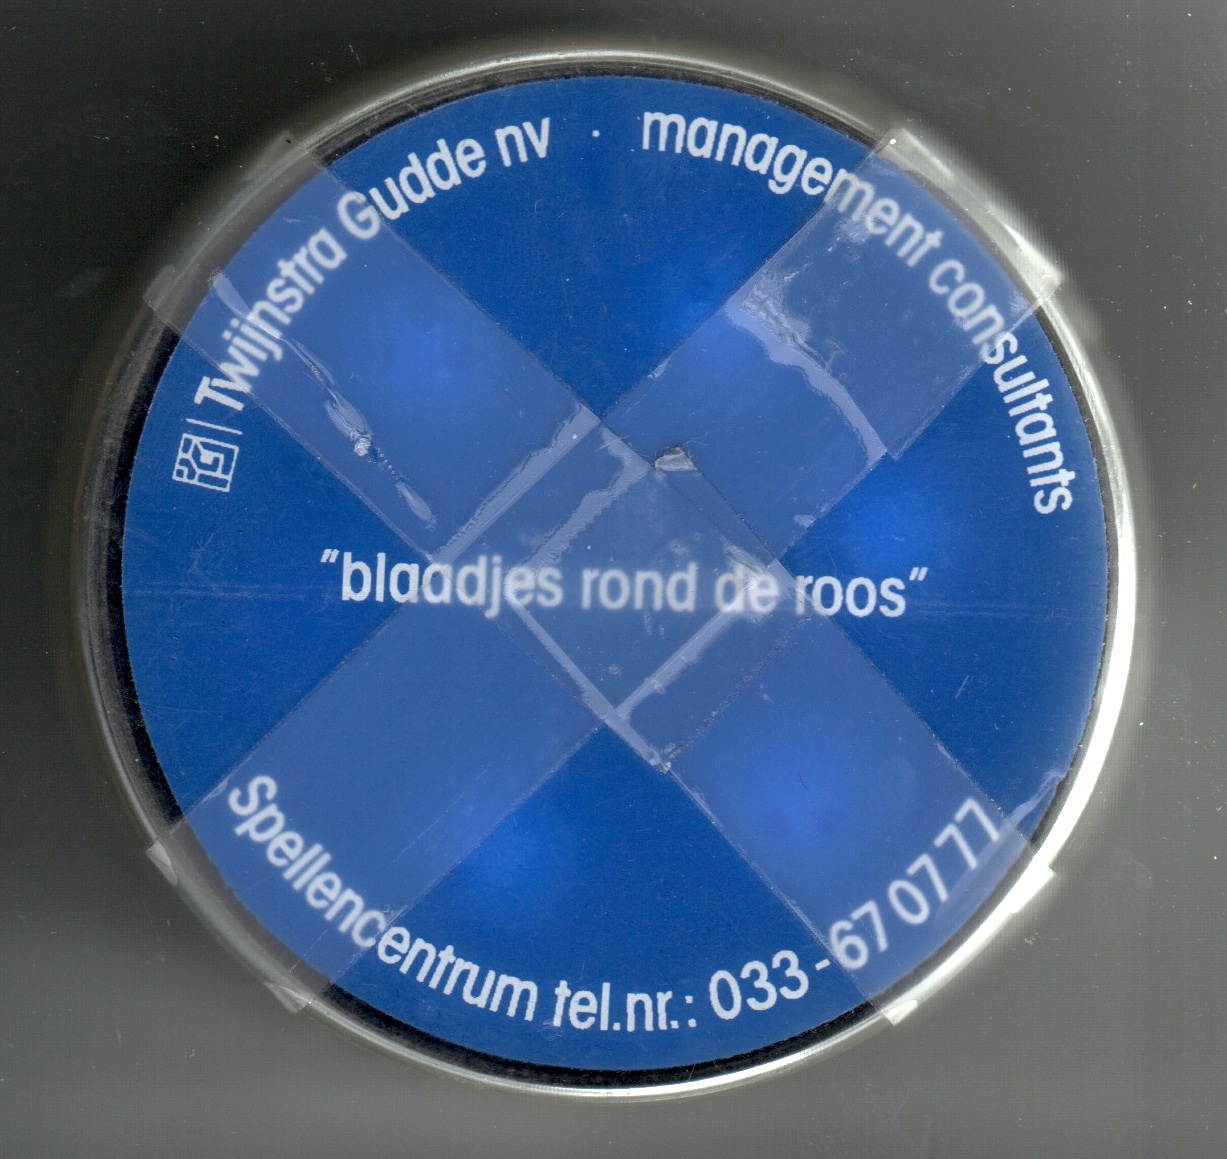 Twijnstra Gudde nv · management consultants
"blaadjes rond de roos"
Spellencentrum tel.nr.: 033-67 07 77